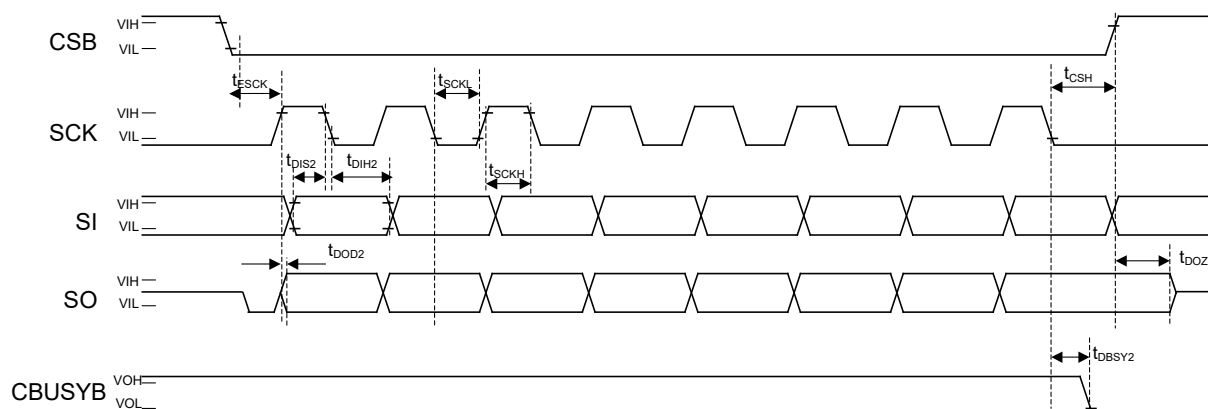 CSB
VIH
VIL
tESCK
tSCKL
tCSH
SCK
VIH
VIL
tDIS2
tDIH2
tSCKH
SI
VIH
VIL
tDOD2
tDOZ
SO
VIH
VIL
tDBSY2
CBUSYB
VOH
VOL